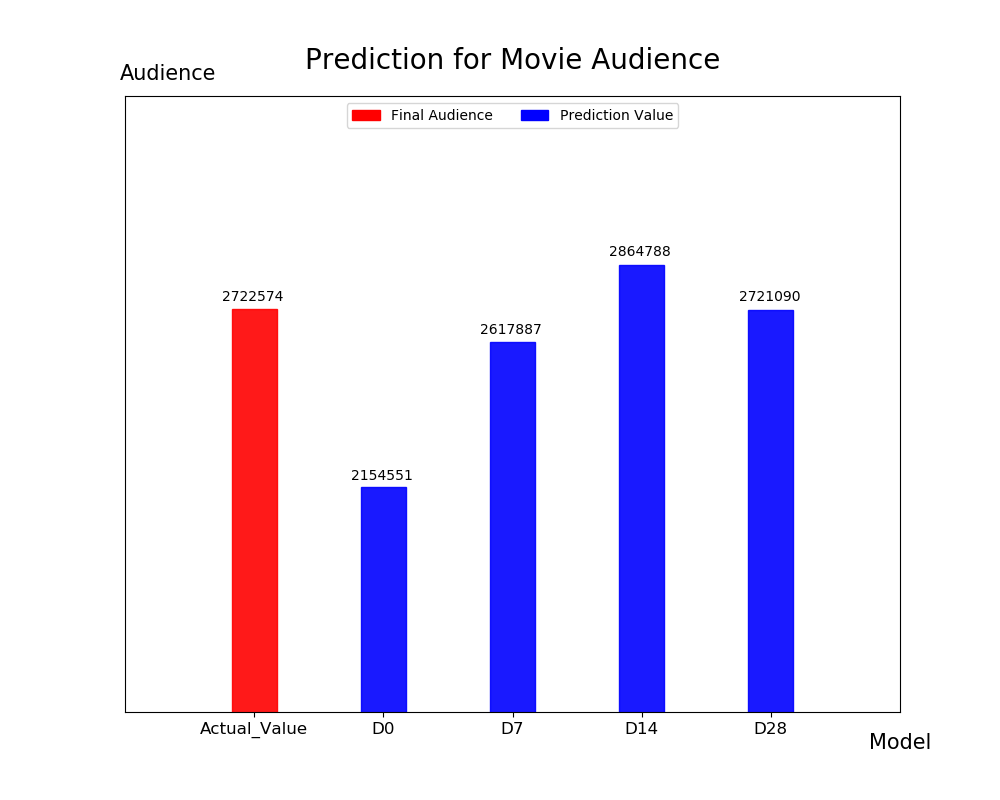 Prediction for Movie Audience
Audience
Final Audience Prediction Value
2864788
2722574 2721090
2617887
2154551
Actual_Value D0 D7 D14 D28
Model